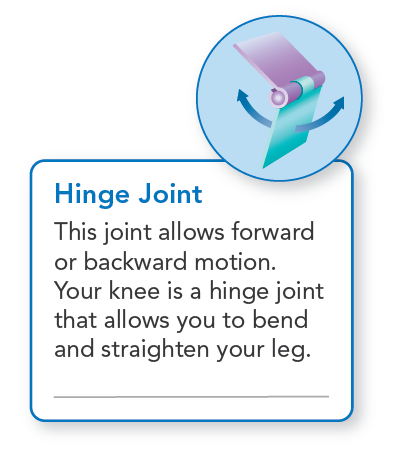 Hinge Joint
This joint allows forward
or backward motion.
Your knee is a hinge joint
that allows you to bend
and straighten your leg.